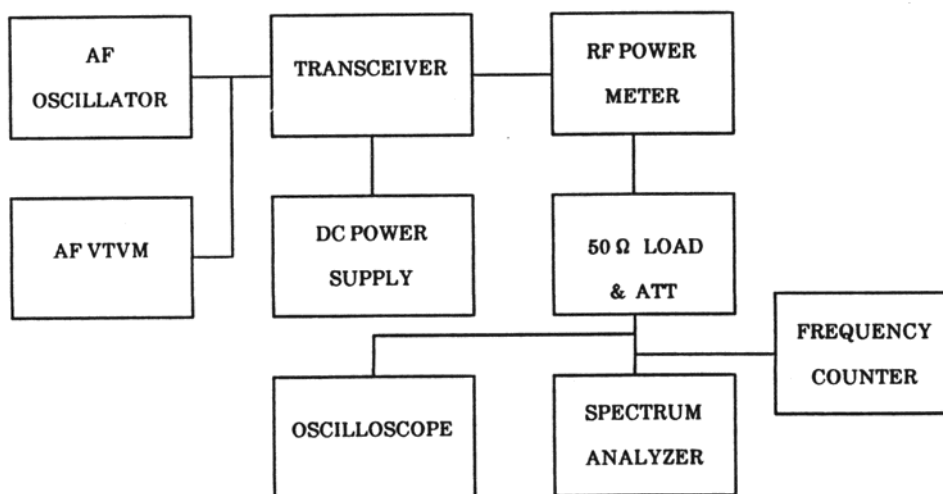 AF
OSCILLATOR
TRANSCEIVER
RF POWER
METER
AF VTVM
DC POWER
SUPPLY
50 Ω LOAD
& ATT
FREQUENCY
COUNTER
OSCILLOSCOPE
SPECTRUM
ANALYZER